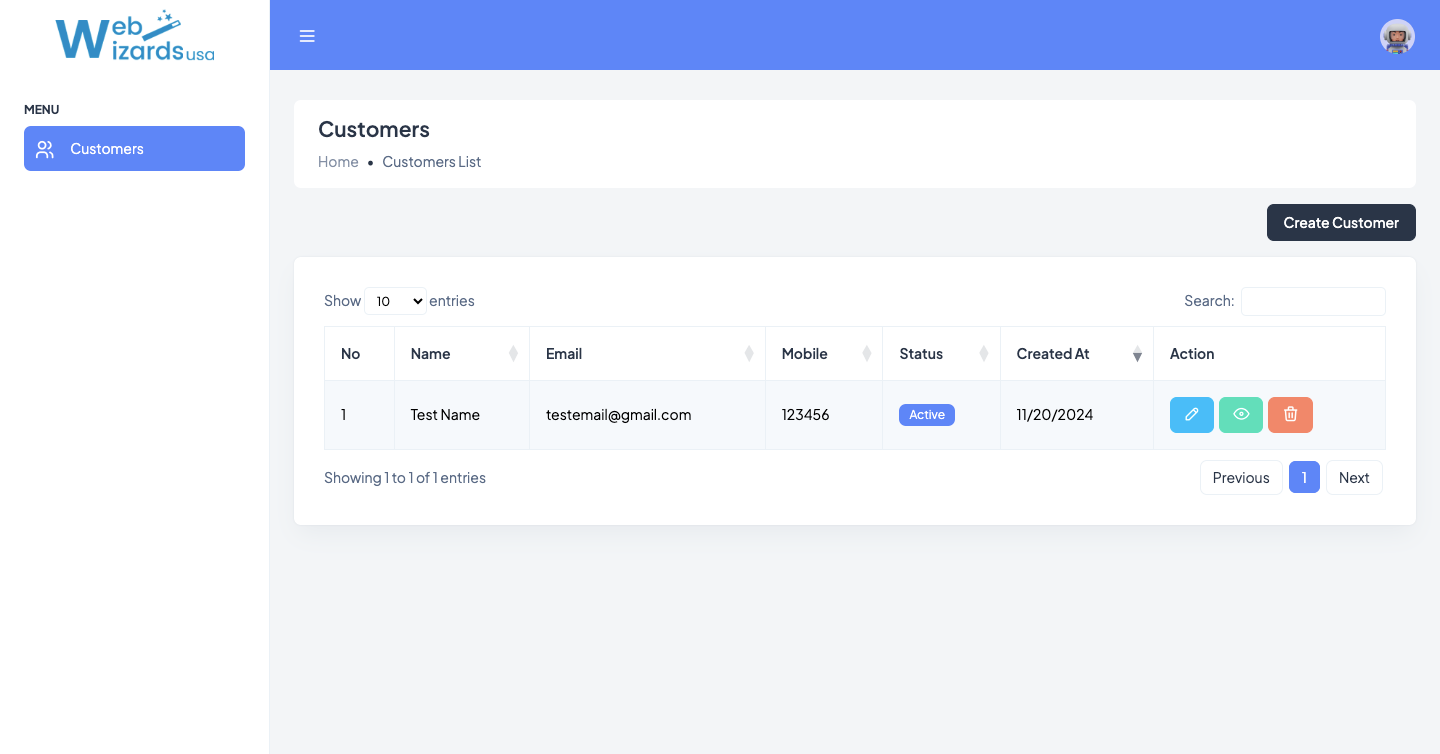 Web
Wizards usa
MENU
Customers
Customers
Home • Customers List
Create Customer
Show 10 entries
Search:
No Name Email Mobile Status Created At Action
1 Test Name testemail@gmail.com 123456 Active 11/20/2024
Showing 1 to 1 of 1 entries
Previous 1 Next